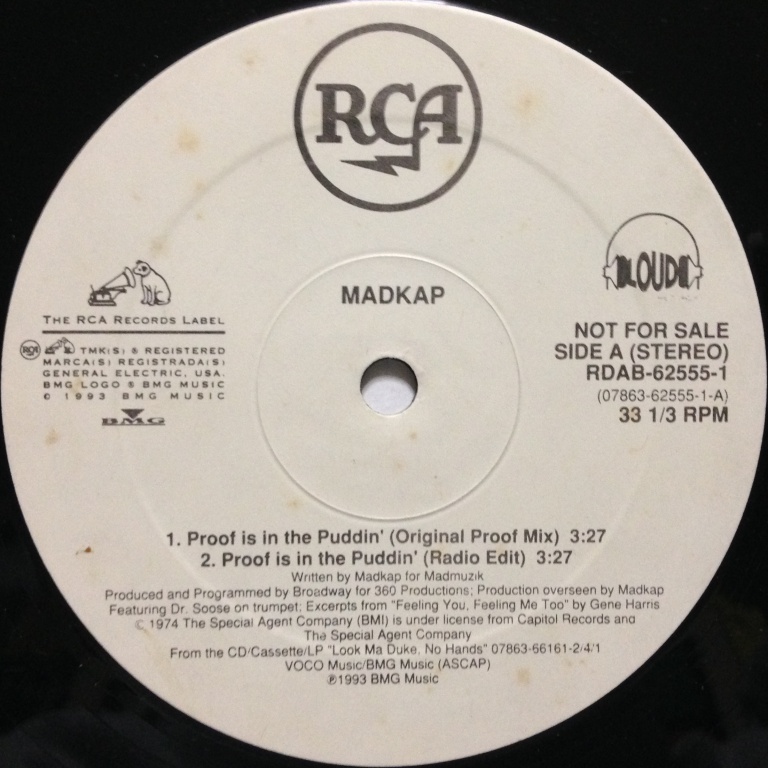 RCA
LOUD
MADKAP
THE RCA RECORDS LABEL
RCA TMK(S) ® REGISTERED
MARCA(S) REGISTRADA(S)
GENERAL ELECTRIC, USA.
BMG LOGO ® BMG MUSIC
© 1993 BMG MUSIC
BMG
NOT FOR SALE
SIDE A (STEREO)
RDAB-62555-1
(07863-62555-1-A)
33 1/3 RPM
1. Proof is in the Puddin' (Original Proof Mix) 3:27
2. Proof is in the Puddin' (Radio Edit) 3:27
Written by Madkap for Madmuzik
Produced and Programmed by Broadway for 360 Productions; Production overseen by Madkap
Featuring Dr. Soose on trumpet; Excerpts from "Feeling You, Feeling Me Too" by Gene Harris
© 1974 The Special Agent Company (BMI) is under license from Capitol Records and
The Special Agent Company
From the CD/Cassette/LP "Look Ma Duke, No Hands" 07863-66161-2/4/1
VOCO Music/BMG Music (ASCAP)
℗1993 BMG Music